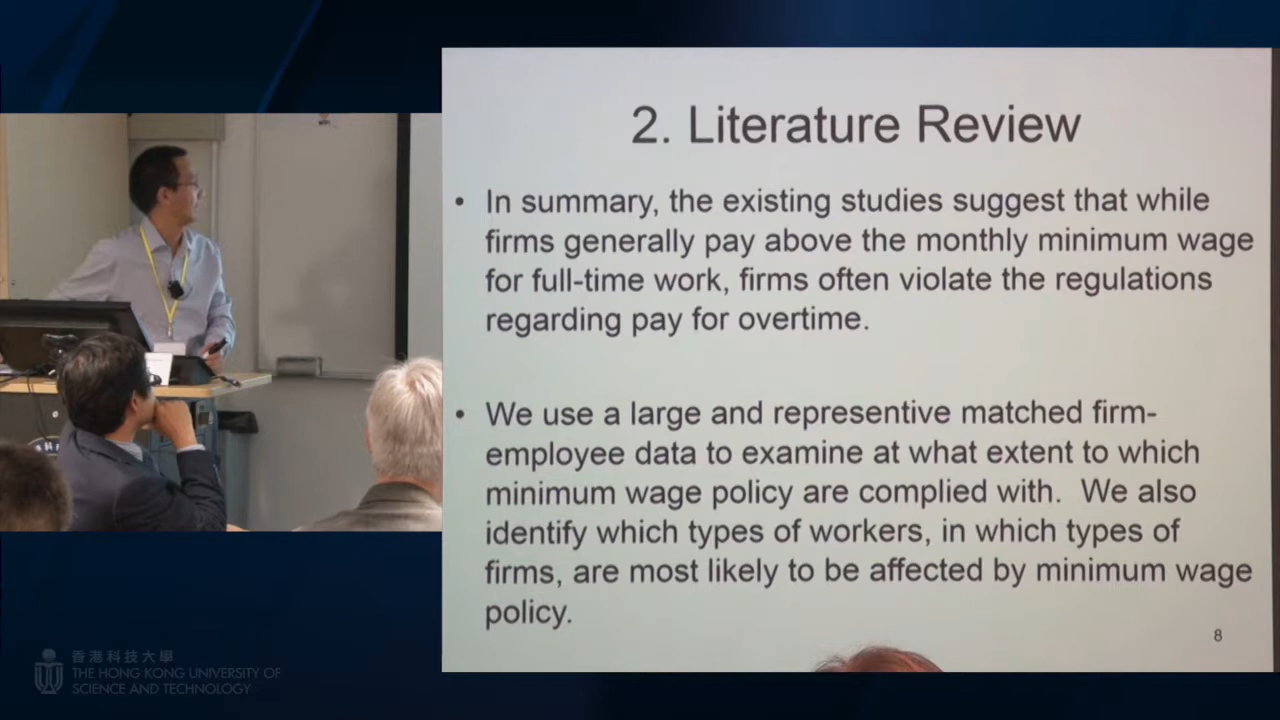 2. Literature Review
• In summary, the existing studies suggest that while
firms generally pay above the monthly minimum wage
for full-time work, firms often violate the regulations
regarding pay for overtime.
• We use a large and representive matched firm-
employee data to examine at what extent to which
minimum wage policy are complied with. We also
identify which types of workers, in which types of
firms, are most likely to be affected by minimum wage
policy.
8
香港科技大學
THE HONG KONG UNIVERSITY OF
SCIENCE AND TECHNOLOGY